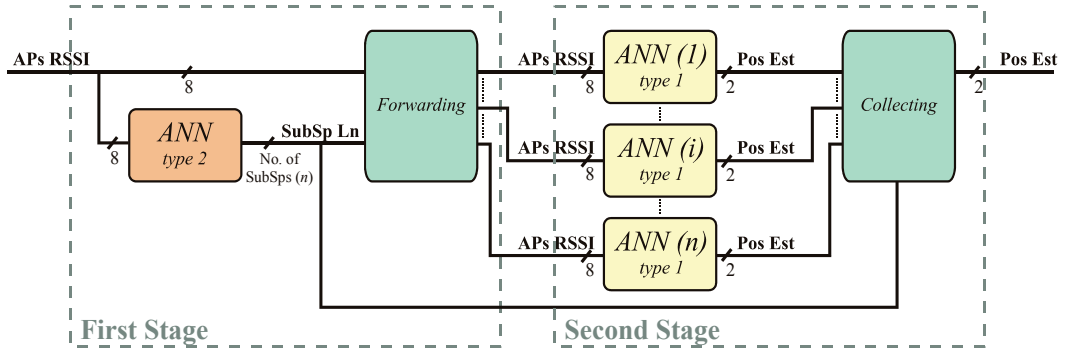 APs RSSI
8
8
ANN
type 2
SubSp Ln
No. of
SubSps (n)
Forwarding
First Stage
APs RSSI
8
ANN (1)
type 1
Pos Est
2
APs RSSI
8
ANN (i)
type 1
Pos Est
2
APs RSSI
8
ANN (n)
type 1
Pos Est
2
Collecting
2
Pos Est
Second Stage